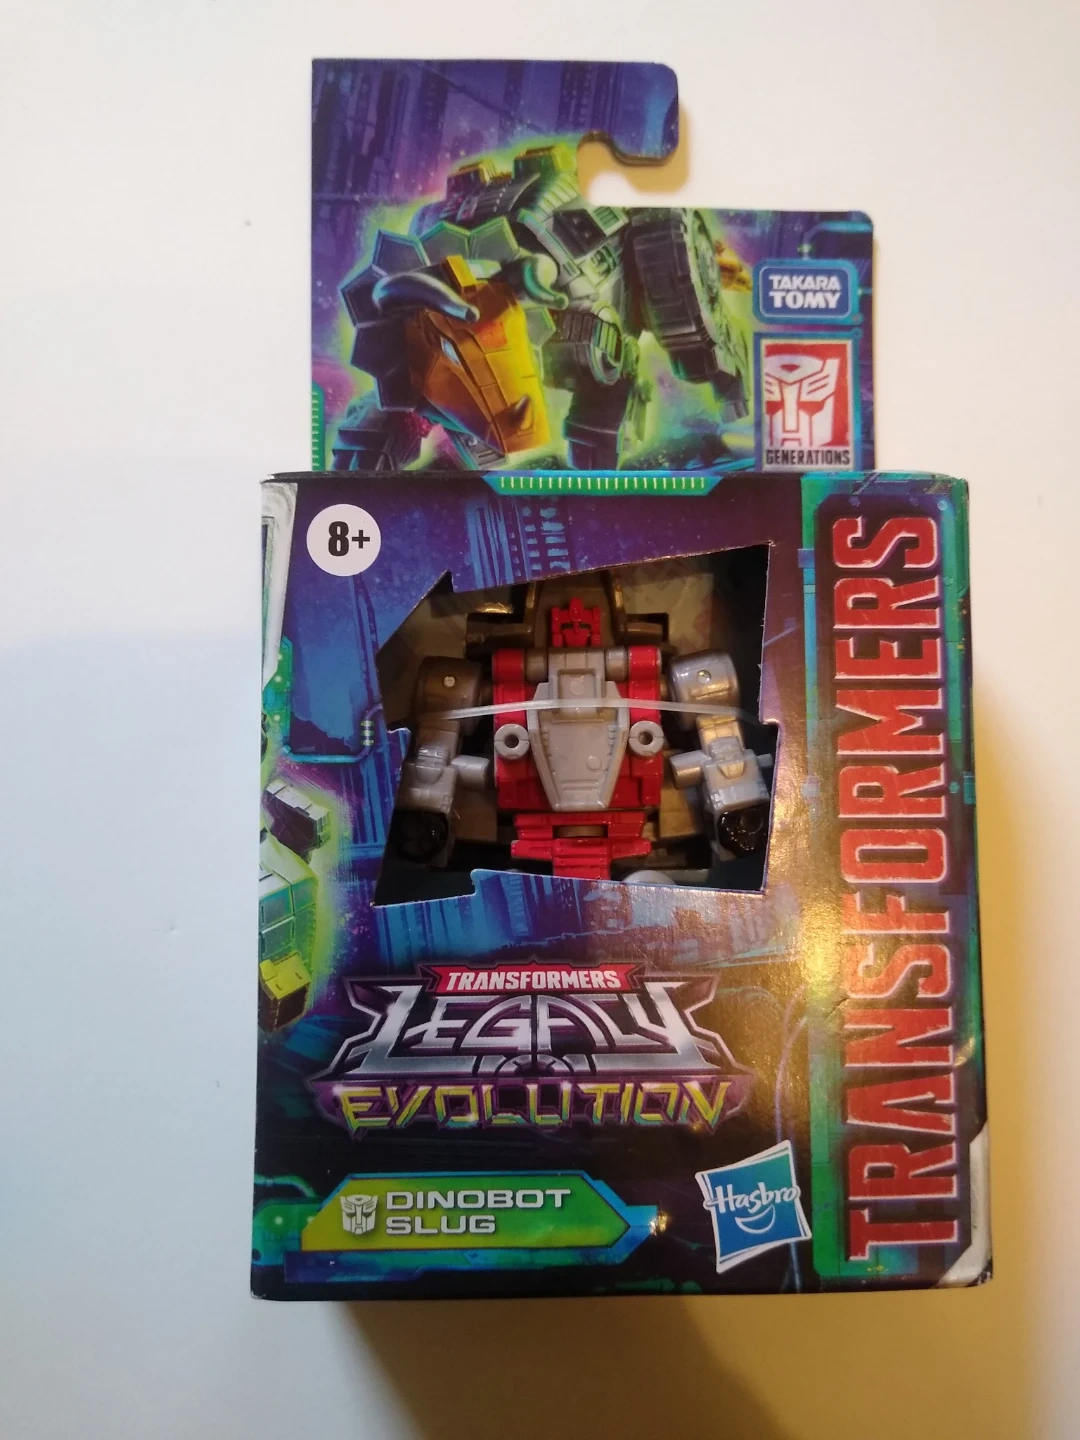 TAKARA
TOMY
GENERATIONS
8+
TRANSFORMERS
TRANSFORMERS
LEGACY
EVOLUTION
DINOBOT
SLUG
Hasbro